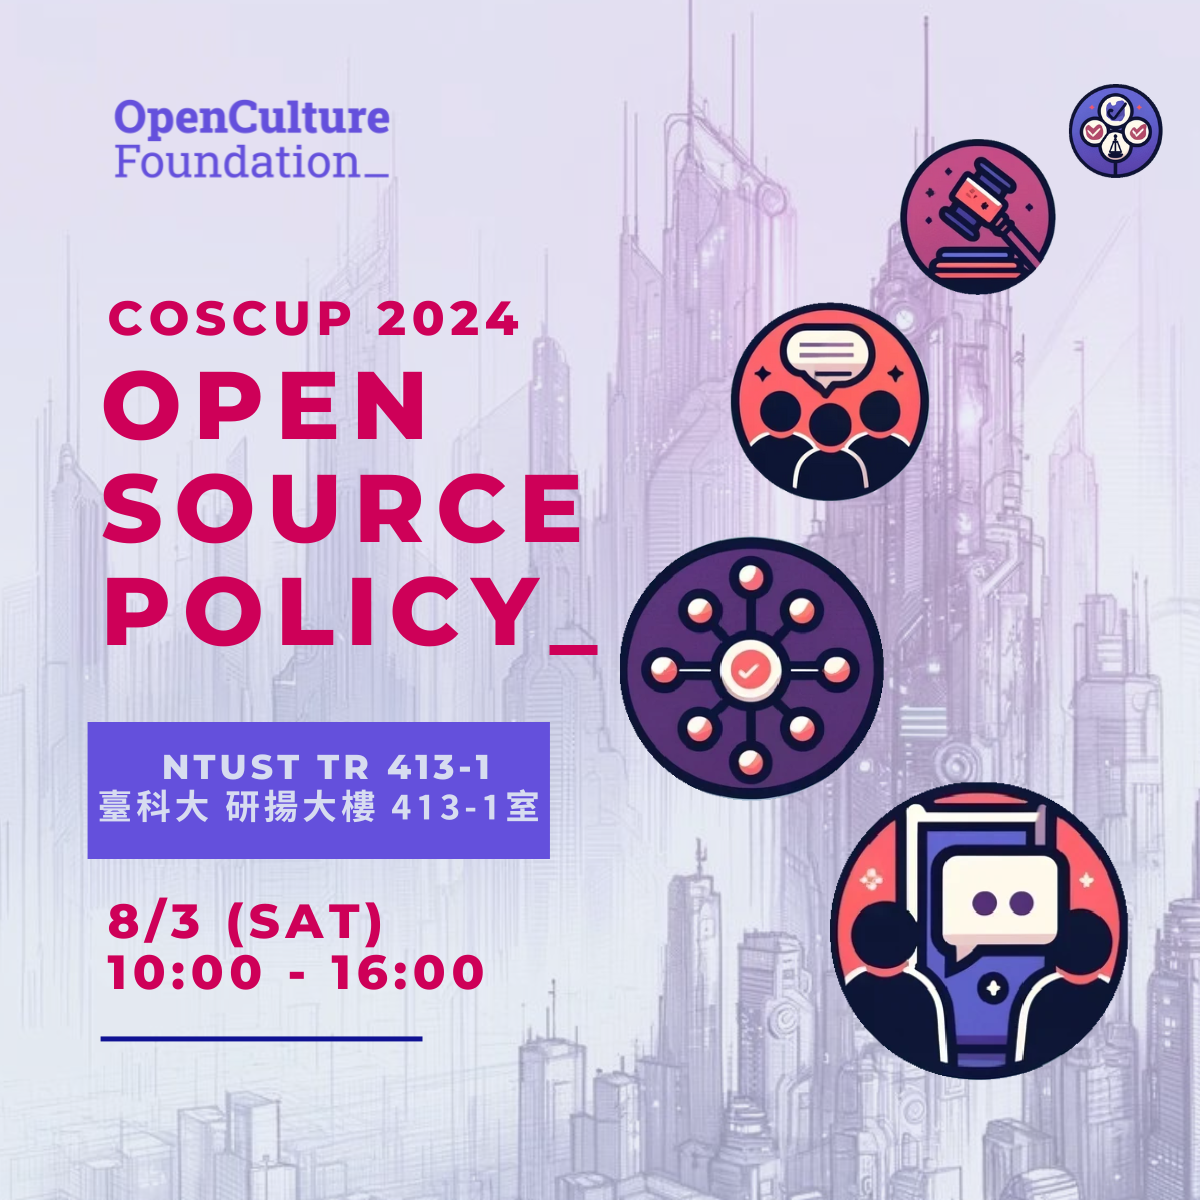 OpenCulture
Foundation_
COSCUP 2024
OPEN
SOURCE
POLICY_
NTUST TR 413-1
臺科大 研揚大樓 413-1室
8/3 (SAT)
10:00 - 16:00